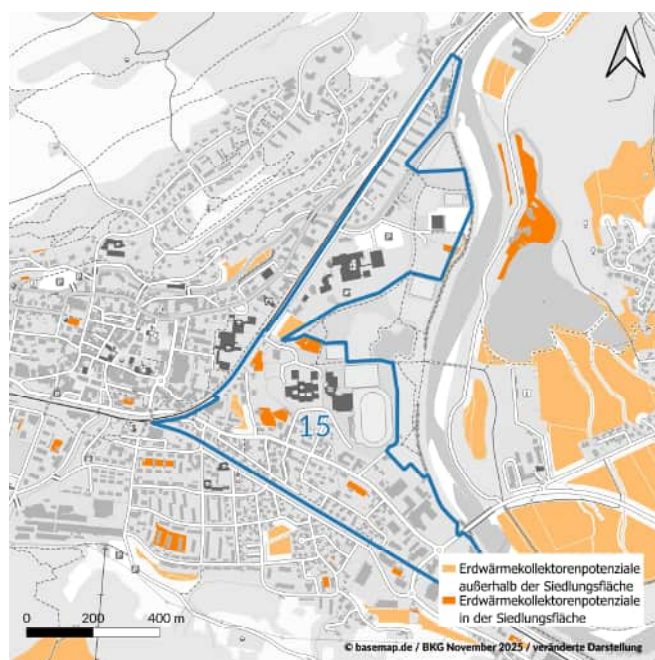 15
Erdwärmekollektorenpotenziale
außerhalb der Siedlungsfläche
Erdwärmekollektorenpotenziale
in der Siedlungsfläche
0 200 400 m
© basemap.de / BKG November 2025 / veränderte Darstellung